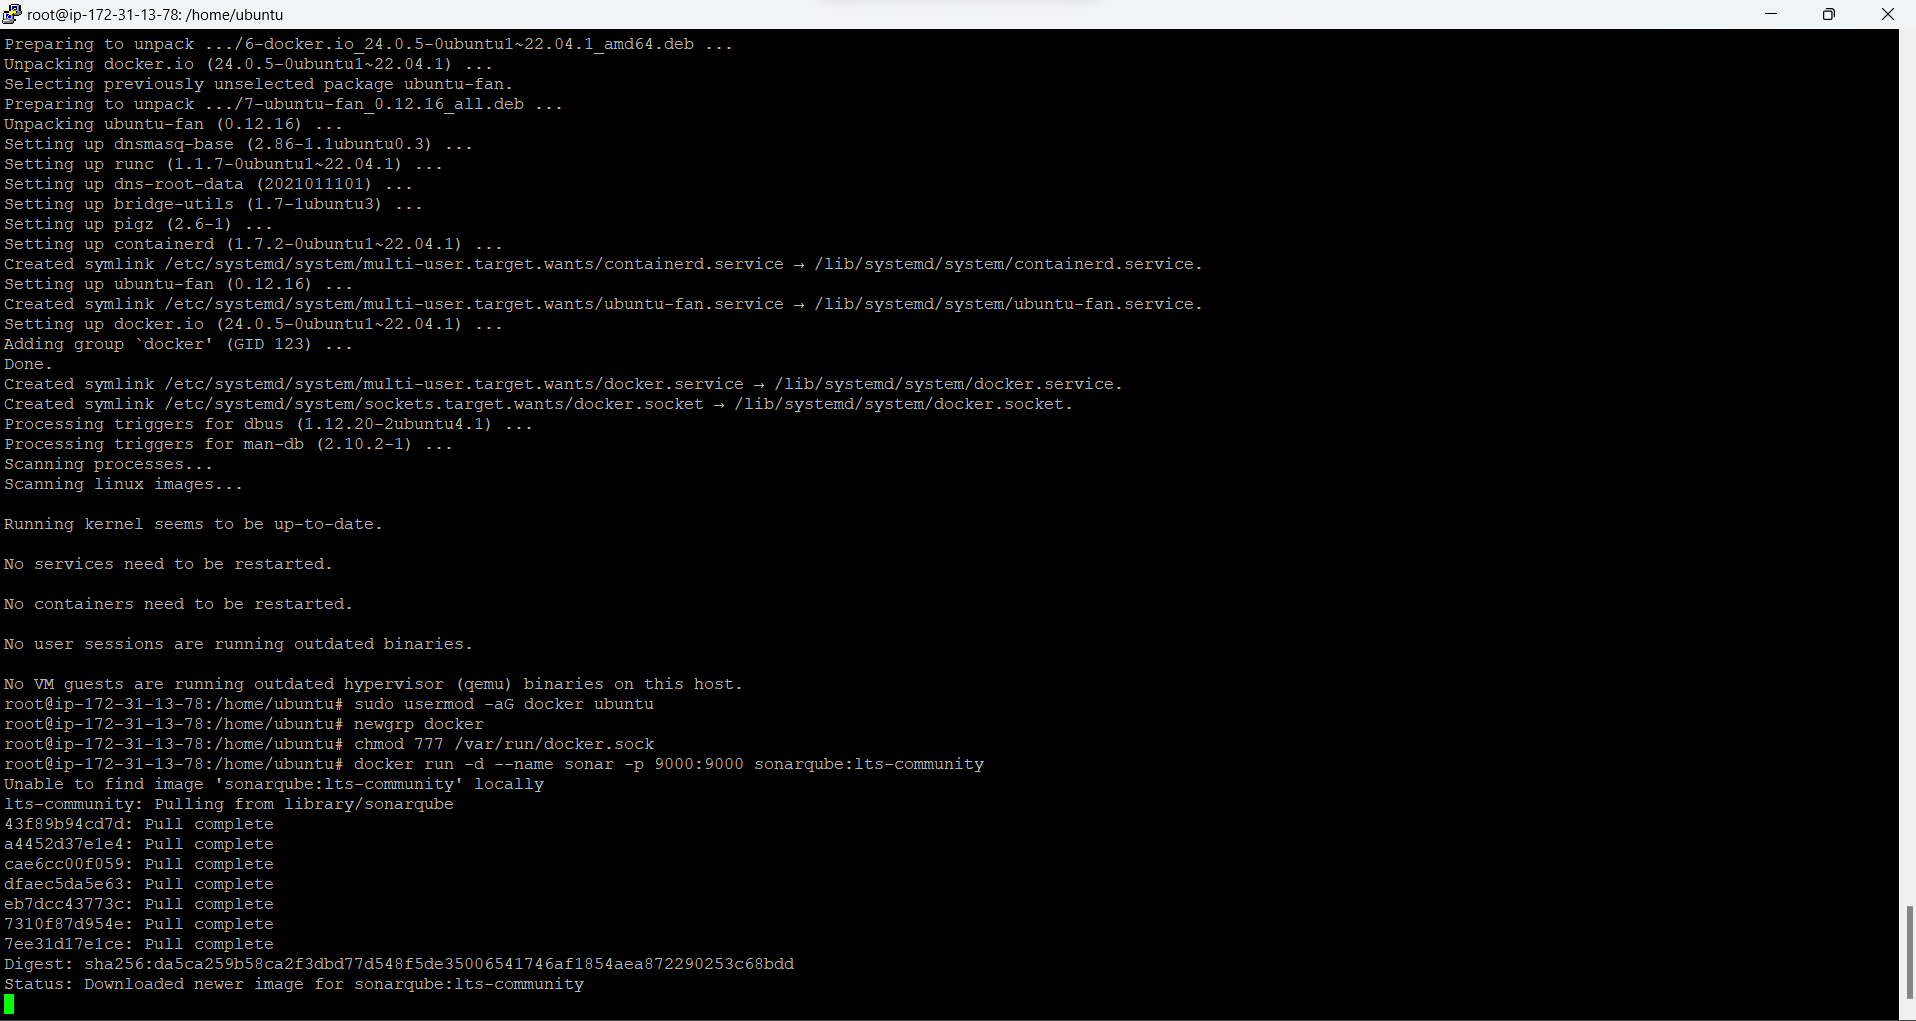 root@ip-172-31-13-78: /home/ubuntu
Preparing to unpack .../6-docker.io_24.0.5-0ubuntu1~22.04.1_amd64.deb ...
Unpacking docker.io (24.0.5-0ubuntu1~22.04.1) ...
Selecting previously unselected package ubuntu-fan.
Preparing to unpack .../7-ubuntu-fan_0.12.16_all.deb ...
Unpacking ubuntu-fan (0.12.16) ...
Setting up dnsmasq-base (2.86-1.1ubuntu0.3) ...
Setting up runc (1.1.7-0ubuntu1~22.04.1) ...
Setting up dns-root-data (2021011101) ...
Setting up bridge-utils (1.7-1ubuntu3) ...
Setting up pigz (2.6-1) ...
Setting up containerd (1.7.2-0ubuntu1~22.04.1) ...
Created symlink /etc/systemd/system/multi-user.target.wants/containerd.service → /lib/systemd/system/containerd.service.
Setting up ubuntu-fan (0.12.16) ...
Created symlink /etc/systemd/system/multi-user.target.wants/ubuntu-fan.service → /lib/systemd/system/ubuntu-fan.service.
Setting up docker.io (24.0.5-0ubuntu1~22.04.1) ...
Adding group `docker' (GID 123) ...
Done.
Created symlink /etc/systemd/system/multi-user.target.wants/docker.service → /lib/systemd/system/docker.service.
Created symlink /etc/systemd/system/sockets.target.wants/docker.socket → /lib/systemd/system/docker.socket.
Processing triggers for dbus (1.12.20-2ubuntu4.1) ...
Processing triggers for man-db (2.10.2-1) ...
Scanning processes...
Scanning linux images...
Running kernel seems to be up-to-date.
No services need to be restarted.
No containers need to be restarted.
No user sessions are running outdated binaries.
No VM guests are running outdated hypervisor (qemu) binaries on this host.
root@ip-172-31-13-78:/home/ubuntu# sudo usermod -aG docker ubuntu
root@ip-172-31-13-78:/home/ubuntu# newgrp docker
root@ip-172-31-13-78:/home/ubuntu# chmod 777 /var/run/docker.sock
root@ip-172-31-13-78:/home/ubuntu# docker run -d --name sonar -p 9000:9000 sonarqube:lts-community
Unable to find image 'sonarqube:lts-community' locally
lts-community: Pulling from library/sonarqube
43f89b94cd7d: Pull complete
a4452d37e1e4: Pull complete
cae6cc00f059: Pull complete
dfaec5da5e63: Pull complete
eb7dcc43773c: Pull complete
7310f87d954e: Pull complete
7ee31d17e1ce: Pull complete
Digest: sha256:da5ca259b58ca2f3dbd77d548f5de35006541746af1854aea872290253c68bdd
Status: Downloaded newer image for sonarqube:lts-community